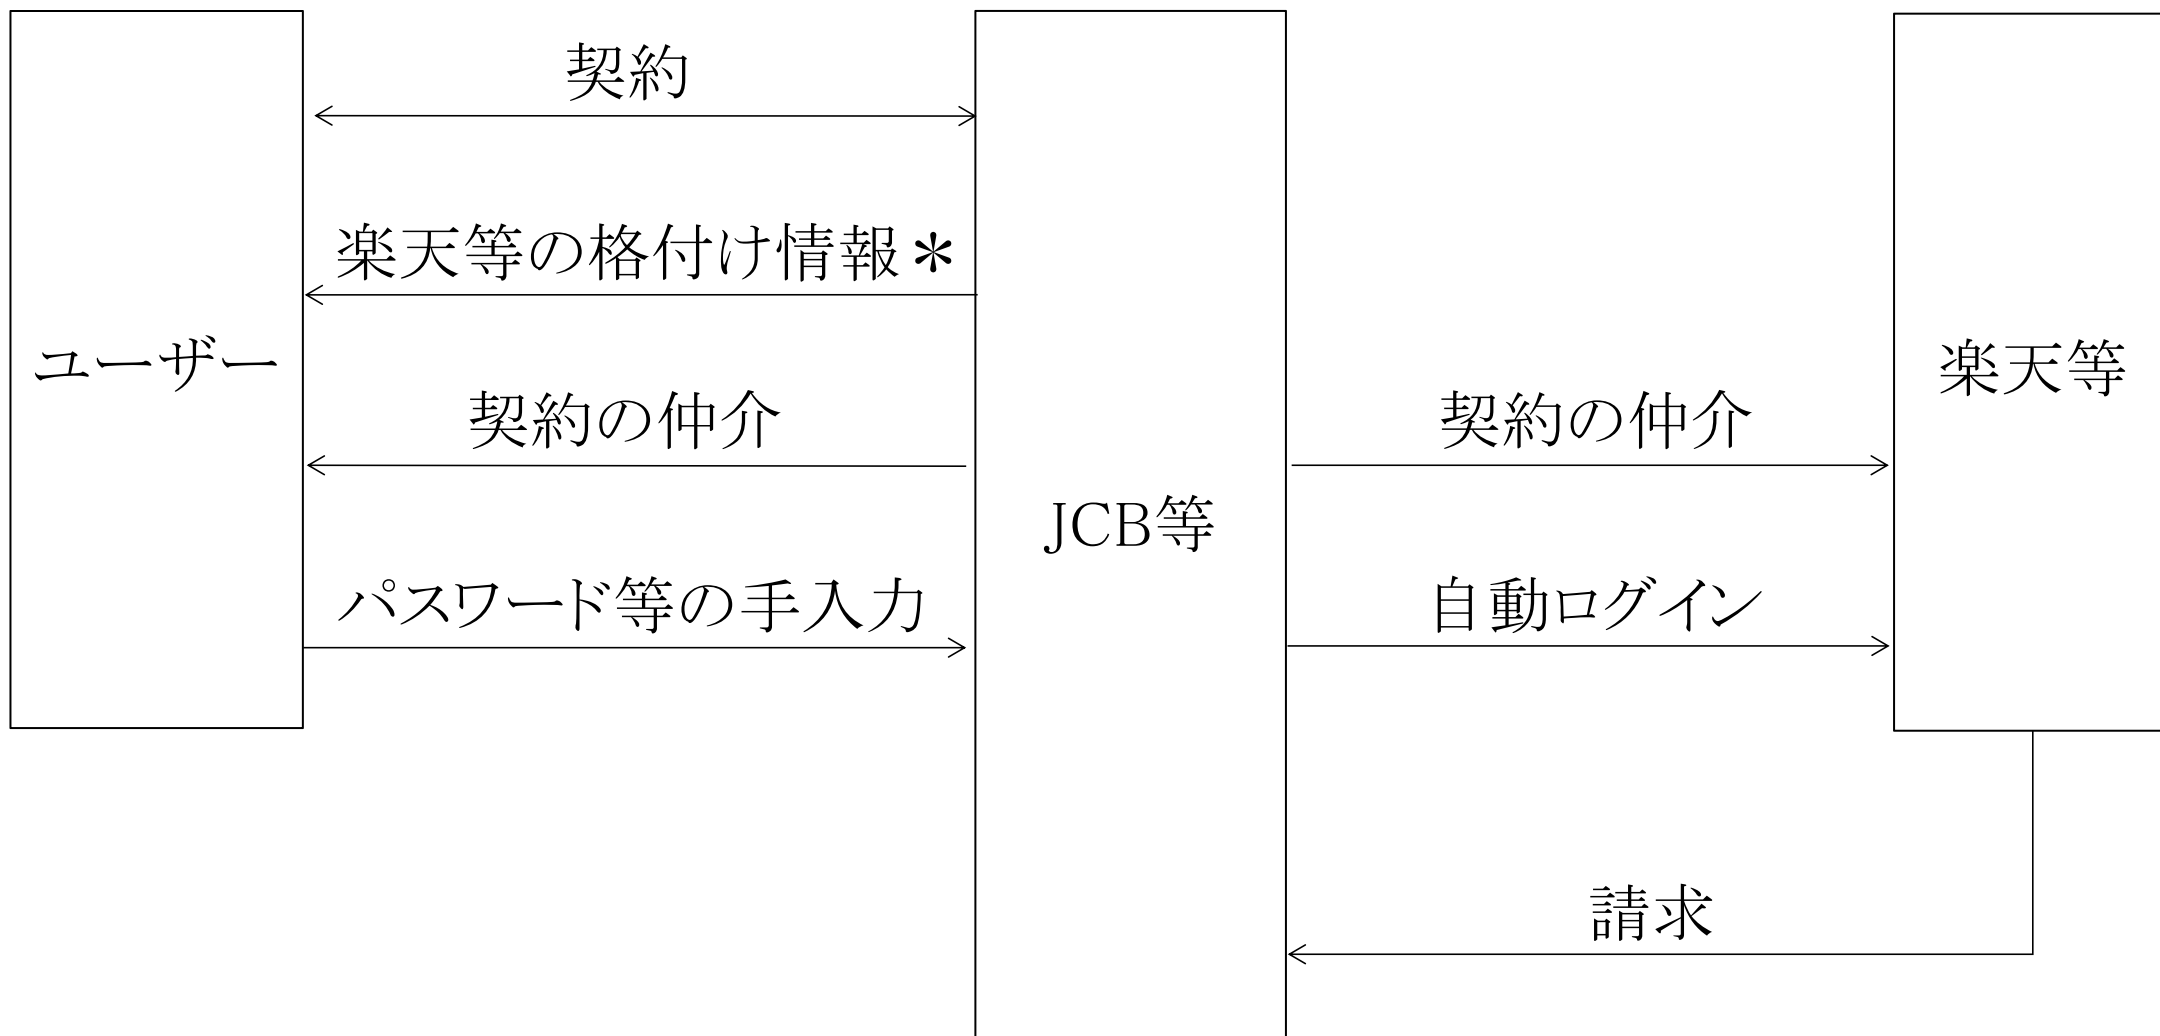 契約
楽天等の格付け情報＊
ユーザー
契約の仲介
パスワード等の手入力
JCB等
契約の仲介
自動ログイン
楽天等
請求